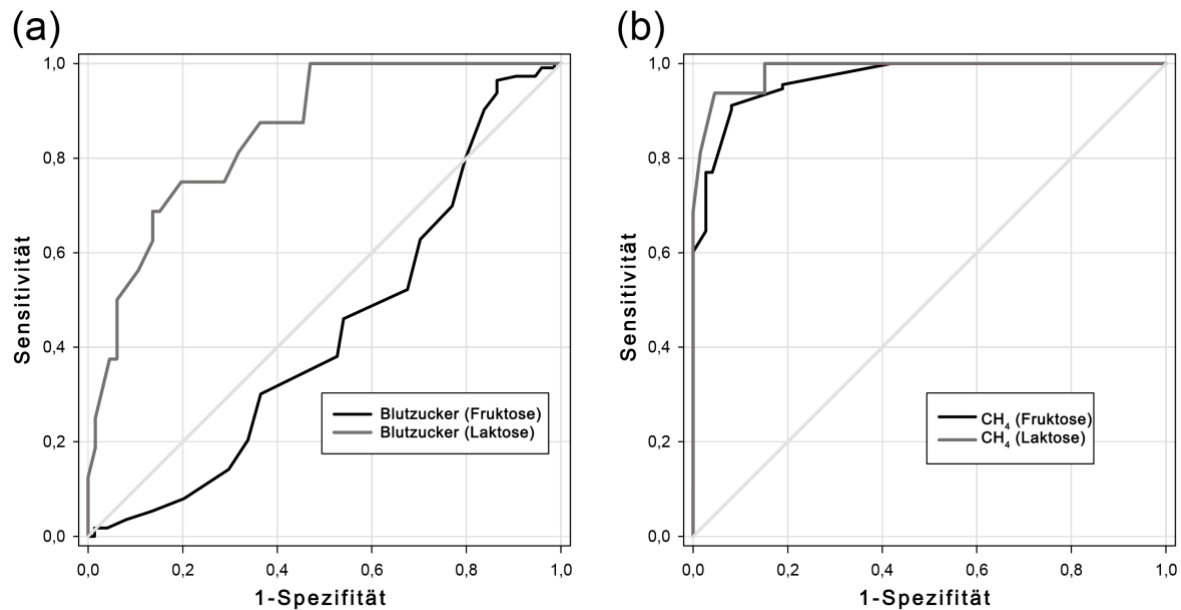 (a)
1,0
0,8
0,6
0,4
0,2
0,0
Sensitivität
Blutzucker (Fruktose)
Blutzucker (Laktose)
0,0 0,2 0,4 0,6 0,8 1,0
1-Spezifität
(b)
1,0
0,8
0,6
0,4
0,2
0,0
Sensitivität
CH₄ (Fruktose)
CH₄ (Laktose)
0,0 0,2 0,4 0,6 0,8 1,0
1-Spezifität